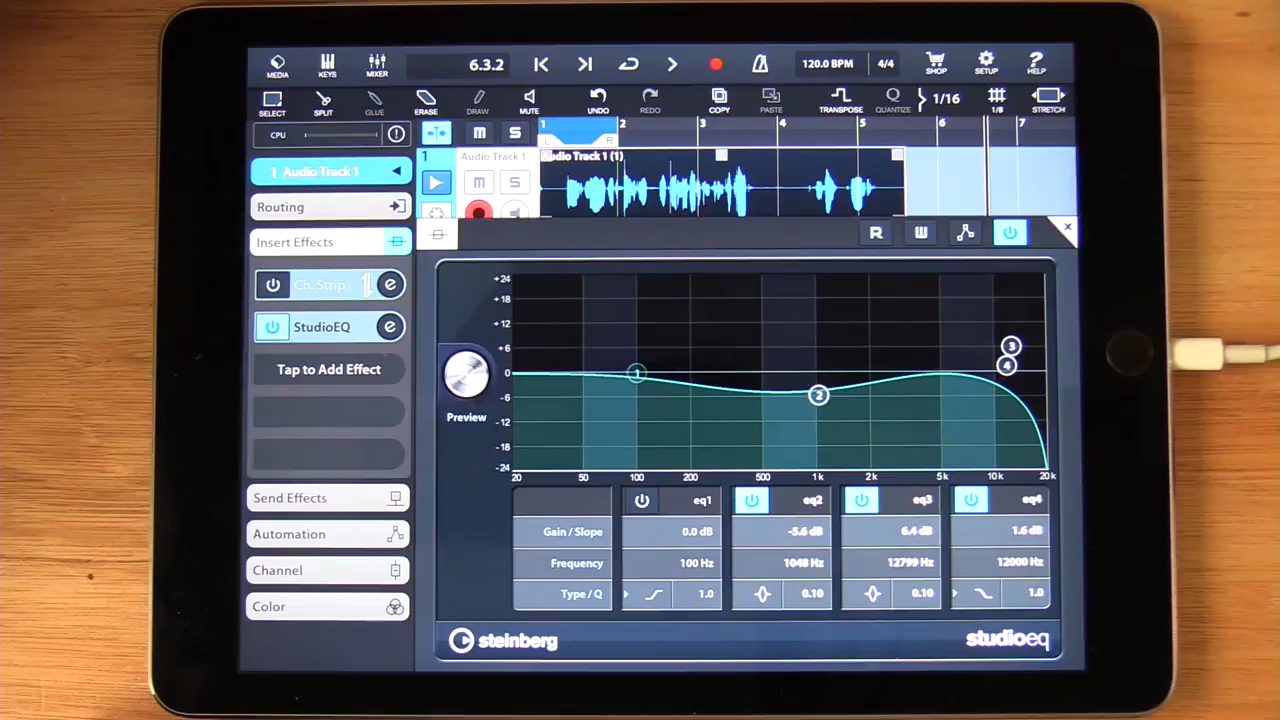 6.3.2
120.0 BPM 4/4
MEDIA KEYS MIXER SHOP SETUP HELP
SELECT SPLIT GLUE ERASE DRAW MUTE UNDO REDO COPY PASTE TRANSPOSE QUANTIZE 1/16 1/8 STRETCH
CPU
m S
1 2 3 4 5 6 7
L R
1 Audio Track 1
1 Audio Track 1 Audio Track 1 (1)
m S
Routing
Insert Effects
R W
Ch. Strip e
StudioEQ e
Tap to Add Effect
Send Effects
Automation
Channel
Color
Preview
+24
+18
+12
+6
0
-6
-12
-18
-24
1 2 3 4
20 50 100 200 500 1k 2k 5k 10k 20k
eq1 eq2 eq3 eq4
Gain / Slope 0.0 dB -5.6 dB 6.4 dB 1.6 dB
Frequency 100 Hz 1048 Hz 12799 Hz 12000 Hz
Type / Q 1.0 0.10 0.10 1.0
steinberg studioeq